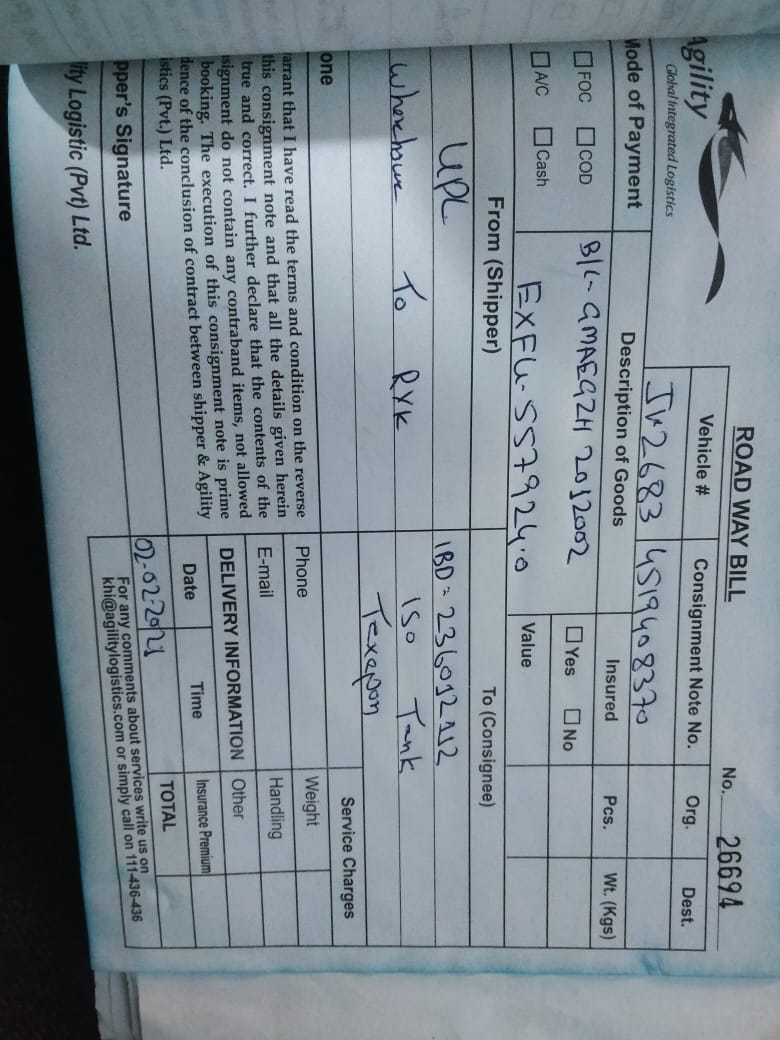 ROAD WAY BILL
No. 26694
Agility
Global Integrated Logistics
Vehicle #
Consignment Note No.
Org.
Dest.
JV2683
4519408370
Mode of Payment
Description of Goods
Insured
Pcs.
Wt. (Kgs)
FOC COD
B/L- GMAEGZH 2012002
Yes No
A/C Cash
EXFU-557924.0
Value
From (Shipper)
To (Consignee)
UPL
IBD = 236012112
Wherehouse To RYK
ISO Tank
Texapon
one
Service Charges
arrant that I have read the terms and condition on the reverse
this consignment note and that all the details given herein
true and correct. I further declare that the contents of the
signment do not contain any contraband items, not allowed
booking. The execution of this consignment note is prime
dence of the conclusion of contract between shipper & Agility
istics (Pvt.) Ltd.
Phone
Weight
E-mail
Handling
DELIVERY INFORMATION
Other
Date
Time
Insurance Premium
02-02-2021
TOTAL
pper's Signature
For any comments about services write us on
khi@agilitylogistics.com or simply call on 111-436-436
ity Logistic (Pvt) Ltd.